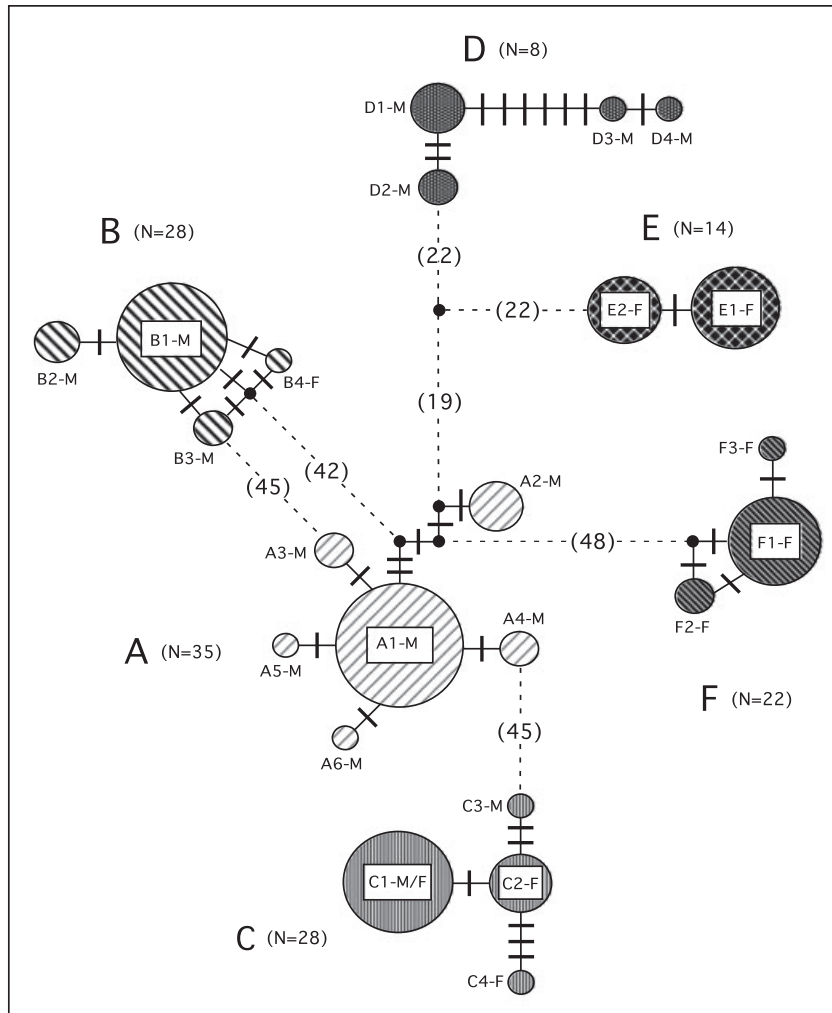 D (N=8)
D1-M
D3-M
D4-M
D2-M
B (N=28)
E (N=14)
(22)
(22)
E2-F
E1-F
B1-M
B2-M
B4-F
(19)
B3-M
F3-F
(42)
A2-M
(45)
A3-M
(48)
F1-F
F2-F
A4-M
A (N=35)
A1-M
A5-M
F (N=22)
A6-M
(45)
C3-M
C1-M/F
C2-F
C (N=28)
C4-F